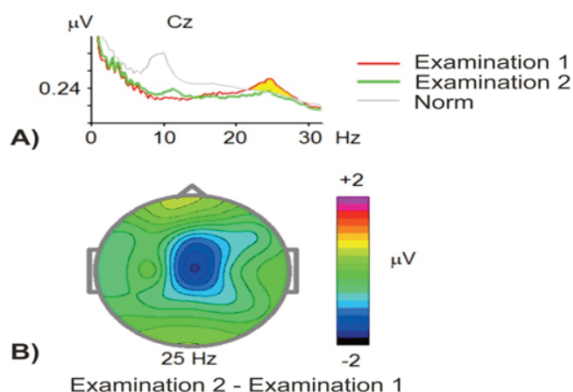 μV Cz
0.24
0 10 20 30 Hz
A)
Examination 1
Examination 2
Norm
+2
μV
-2
B)
25 Hz
Examination 2 - Examination 1